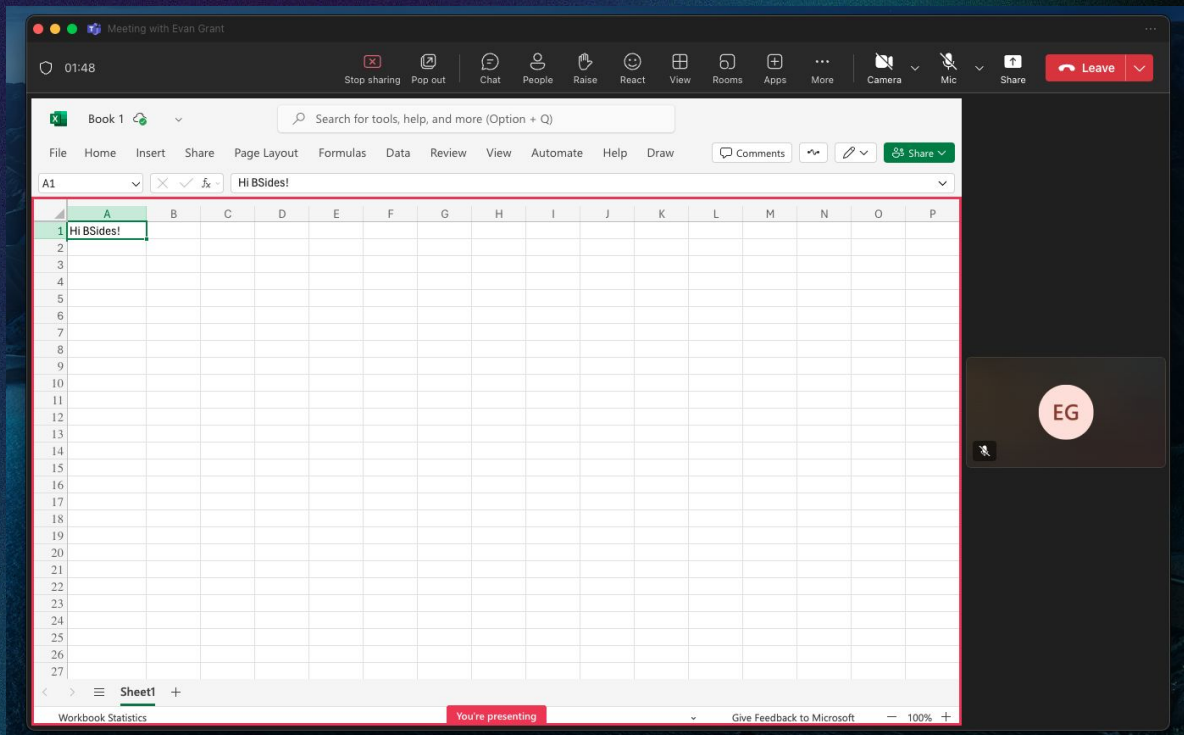 Meeting with Evan Grant
01:48
Stop sharing Pop out Chat People Raise React View Rooms Apps More Camera Mic Share Leave
Book 1
Search for tools, help, and more (Option + Q)
File Home Insert Share Page Layout Formulas Data Review View Automate Help Draw Comments Share
A1 fx Hi BSides!
A B C D E F G H I J K L M N O P
1 Hi BSides!
2
3
4
5
6
7
8
9
10
11
12
13
14
15
16
17
18
19
20
21
22
23
24
25
26
27
EG
Sheet1
Workbook Statistics You're presenting Give Feedback to Microsoft 100%